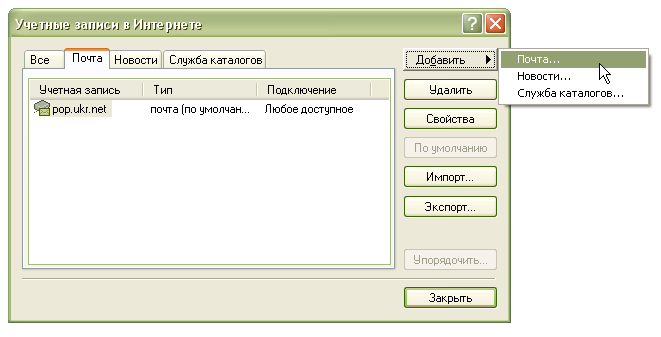 Учетные записи в Интернете
Все Почта Новости Служба каталогов
Учетная запись Тип Подключение
pop.ukr.net почта (по умолчан... Любое доступное
Добавить
Удалить
Свойства
По умолчанию
Импорт...
Экспорт...
Упорядочить...
Закрыть
Почта...
Новости...
Служба каталогов...